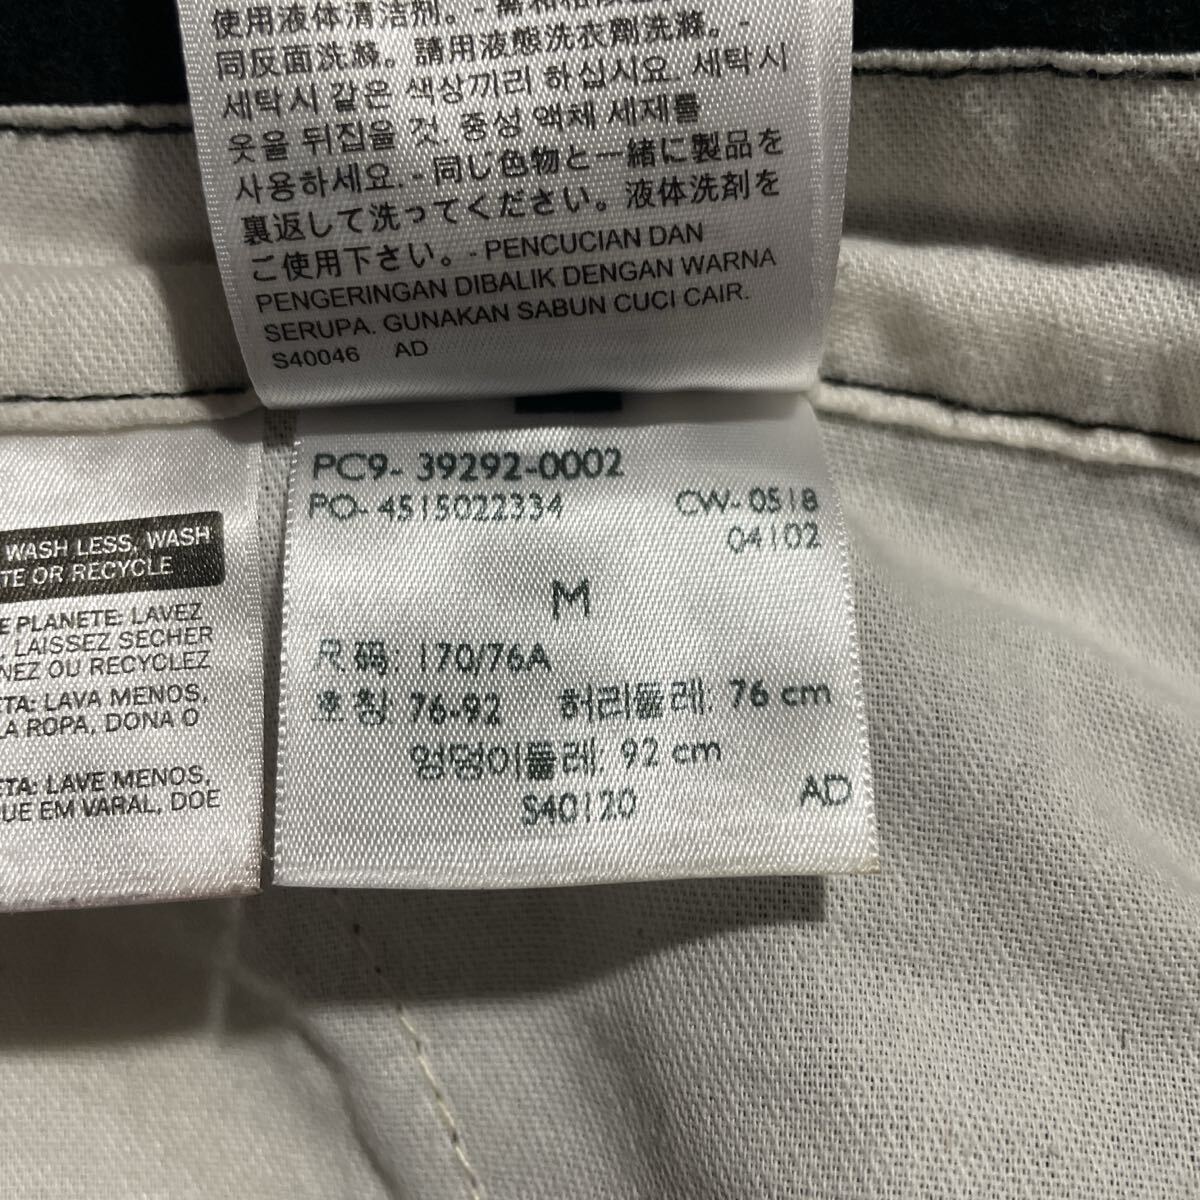 使用液体清洁剂。-
同反面洗滌。請用液態洗衣劑洗滌。-
세탁시 같은 색상끼리 하십시요. 세탁시
옷을 뒤집을 것. 중성 액체 세제를
사용하세요. - 同じ色物と一緒に製品を
裏返して洗ってください。液体洗剤を
ご使用下さい。- PENCUCIAN DAN
PENGERINGAN DIBALIK DENGAN WARNA
SERUPA. GUNAKAN SABUN CUCI CAIR.
S40046 AD
PC9- 39292-0002
PO- 4515022334 CW- 0518
04102
M
尺码: 170/76A
호칭 76-92 허리둘레: 76 cm
엉덩이둘레: 92 cm
S40120 AD
WASH LESS, WASH
TE OR RECYCLE
E PLANETE: LAVEZ
, LAISSEZ SECHER
NEZ OU RECYCLEZ
ETA: LAVA MENOS,
LA ROPA, DONA O
ETA: LAVE MENOS,
UE EM VARAL, DOE